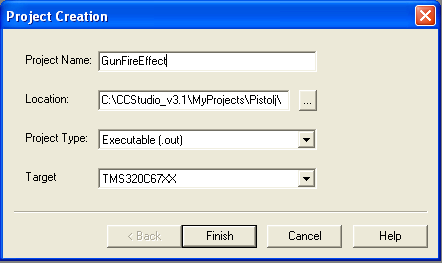 Project Creation
Project Name: GunFireEffect
Location: C:\CCStudio_v3.1\MyProjects\Pistolj\ ...
Project Type: Executable (.out)
Target TMS320C67XX
< Back Finish Cancel Help